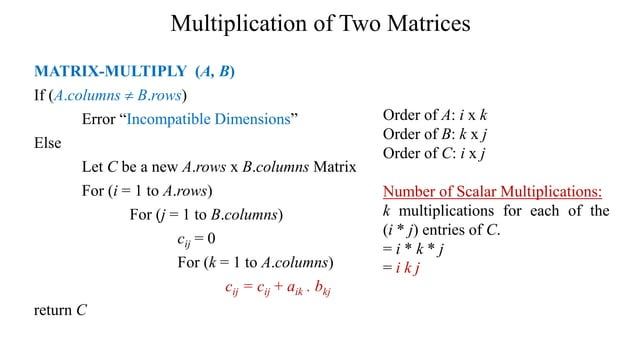 Multiplication of Two Matrices
MATRIX-MULTIPLY (A, B)
If (A.columns ≠ B.rows)
Error “Incompatible Dimensions”
Else
Let C be a new A.rows x B.columns Matrix
For (i = 1 to A.rows)
For (j = 1 to B.columns)
cij = 0
For (k = 1 to A.columns)
cij = cij + aik . bkj
return C
Order of A: i x k
Order of B: k x j
Order of C: i x j
Number of Scalar Multiplications:
k multiplications for each of the
(i * j) entries of C.
= i * k * j
= i k j